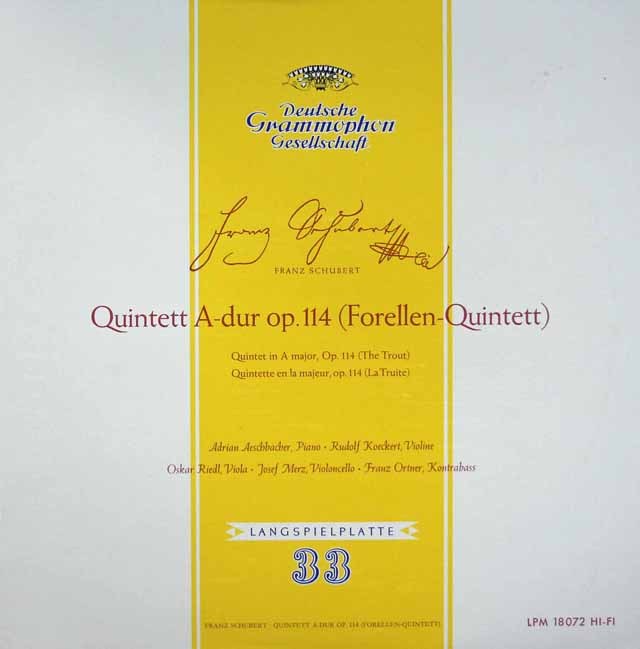 Deutsche
Grammophon
Gesellschaft
Franz Schubert
FRANZ SCHUBERT
Quintett A-dur op. 114 (Forellen-Quintett)
Quintet in A major, Op. 114 (The Trout)
Quintette en la majeur, op. 114 (La Truite)
Adrian Aeschbacher, Piano · Rudolf Koeckert, Violine
Oskar Riedl, Viola · Josef Merz, Violoncello · Franz Ortner, Kontrabass
LANGSPIELPLATTE
33
FRANZ SCHUBERT · QUINTETT A-DUR OP. 114 (FORELLEN-QUINTETT)
LPM 18072 HI-FI